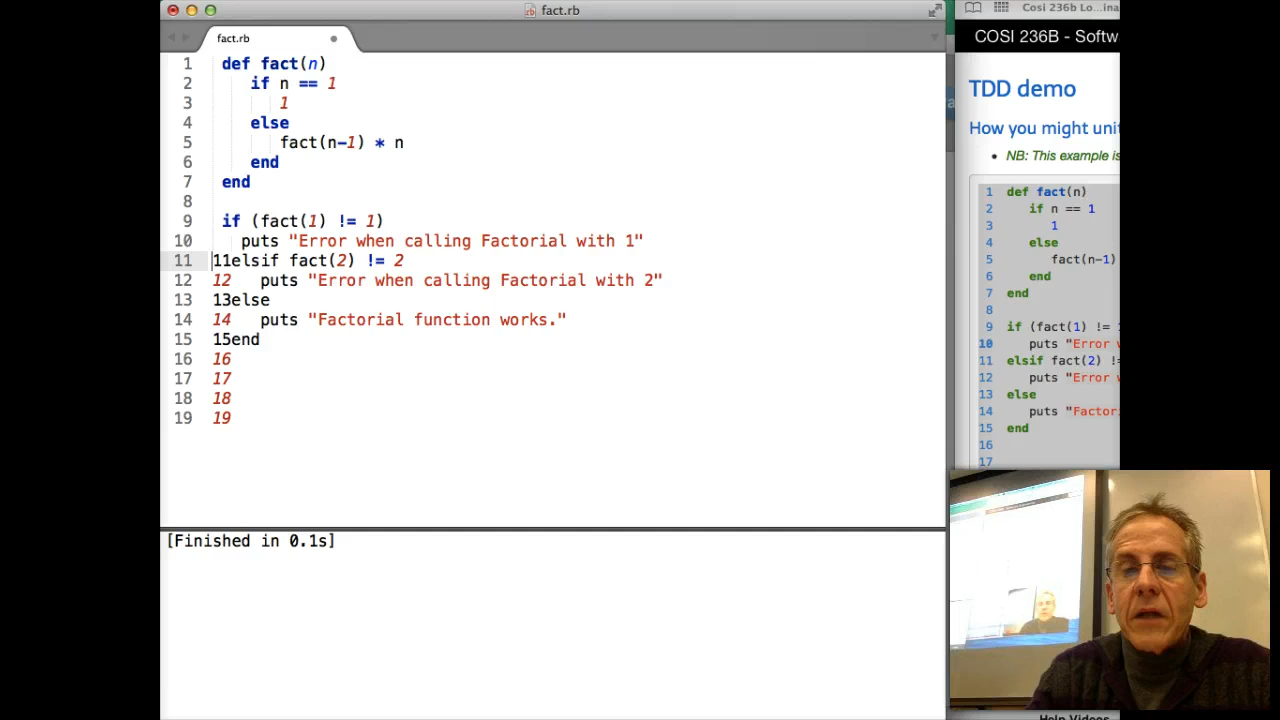 fact.rb
fact.rb
1 def fact(n)
2 if n == 1
3 1
4 else
5 fact(n-1) * n
6 end
7 end
8
9 if (fact(1) != 1)
10 puts "Error when calling Factorial with 1"
11 11elsif fact(2) != 2
12 12 puts "Error when calling Factorial with 2"
13 13else
14 14 puts "Factorial function works."
15 15end
16 16
17 17
18 18
19 19
[Finished in 0.1s]
Cosi 236b Lo...ina
COSI 236B - Softw
TDD demo
How you might unit
• NB: This example is
1 def fact(n)
2 if n == 1
3 1
4 else
5 fact(n-1)
6 end
7 end
8
9 if (fact(1) !=
10 puts "Error
11 elsif fact(2) !=
12 puts "Error
13 else
14 puts "Factor
15 end
16
17
Help Videos